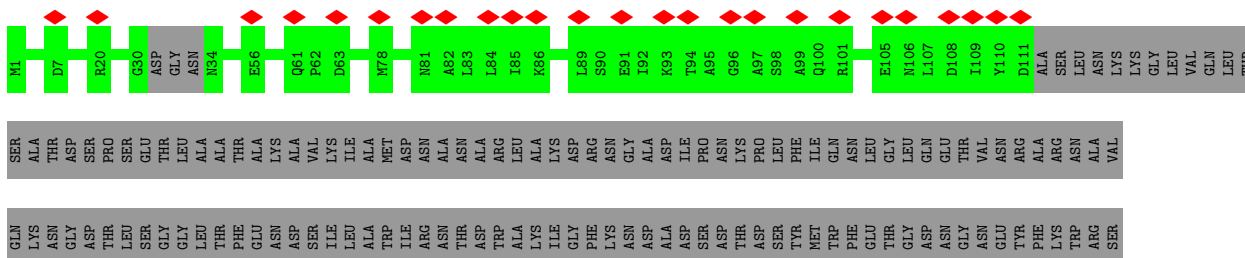 M1 D7 R20 G30 ASP GLY ASN N34 E56 Q61 P62 D63 M78 N81 A82 L83 L84 I85 K86 L89 S90 E91 I92 K93 T94 A95 G96 A97 S98 A99 Q100 R101 E105 N106 L107 D108 I109 Y110 D111 ALA SER LEU ASN LYS LYS GLY LEU VAL GLN LEU THR
SER ALA THR ASP SER PRO SER GLU THR LEU ALA ALA THR ALA LYS ALA VAL LYS ILE ALA MET ASP ASN ALA ASN ALA ARG LEU ALA LYS ASP ARG ASN GLY ALA ASP ILE PRO ASN LYS PRO LEU PHE ILE GLN ASN LEU GLY LEU GLN GLU THR VAL ASN ARG ALA ARG ASN ALA VAL
GLN LYS ASN GLY ASP THR LEU SER GLY GLY LEU THR PHE GLU ASN ASP SER ILE LEU ALA TRP ILE ARG ASN THR ASP TRP ALA LYS ILE GLY PHE LYS ASN ASP ALA ASP SER ASP THR ASP SER TYR MET TRP PHE GLU THR GLY ASP ASN GLY ASN GLU TYR PHE LYS TRP ARG SER